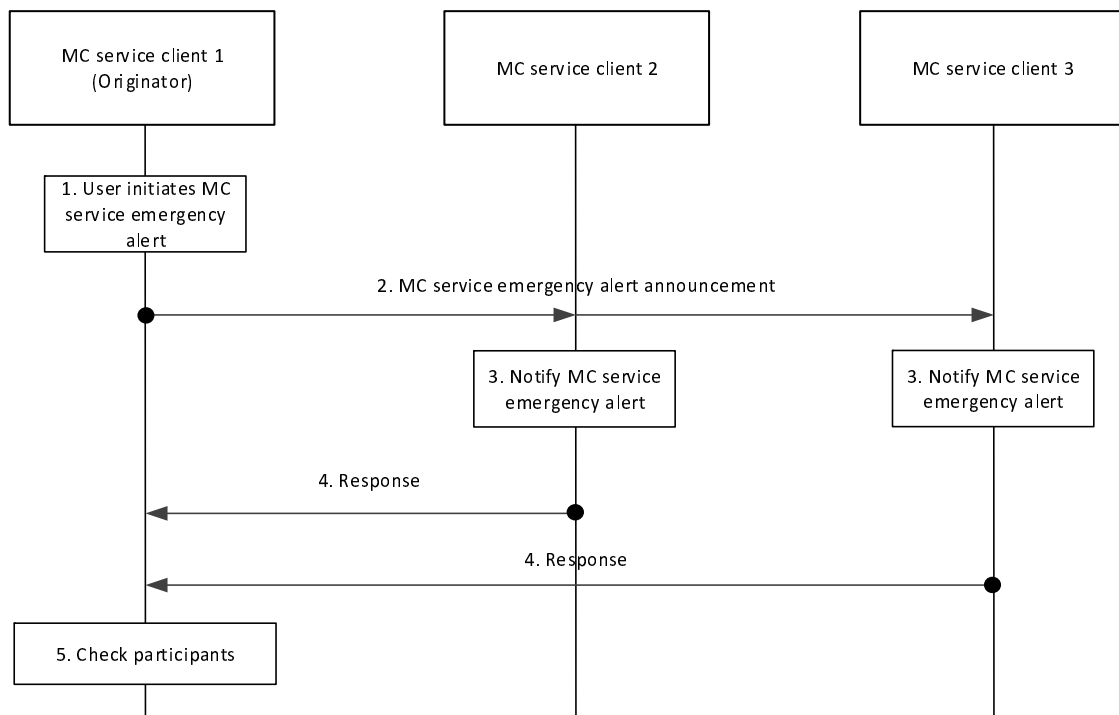 MC service client 1
(Originator)
MC service client 2
MC service client 3
1. User initiates MC
service emergency
alert
2. MC service emergency alert announcement
3. Notify MC service
emergency alert
3. Notify MC service
emergency alert
4. Response
4. Response
5. Check participants